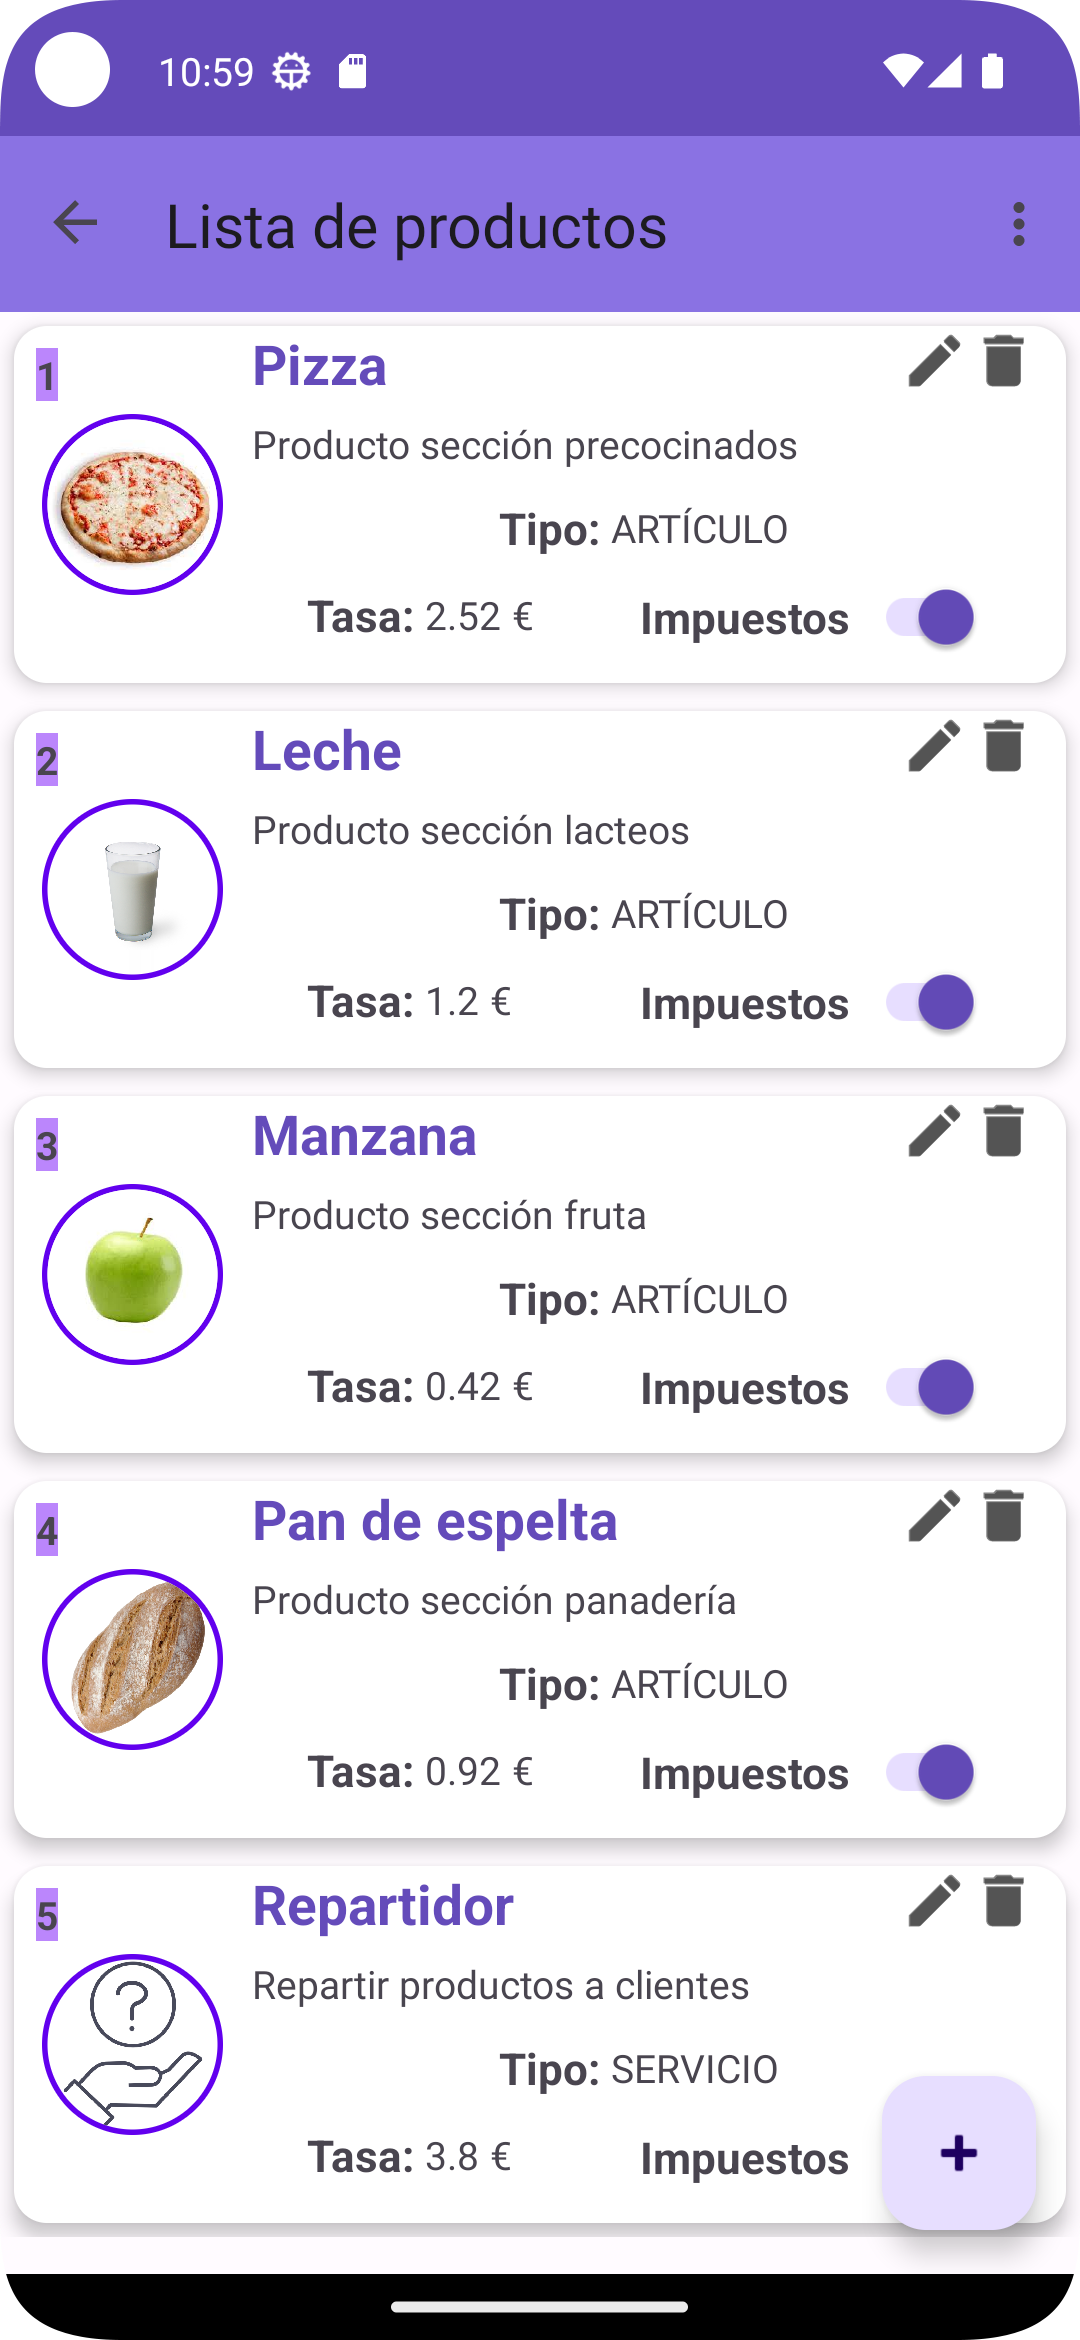 10:59
Lista de productos
1
Pizza
Producto sección precocinados
Tipo: ARTÍCULO
Tasa: 2.52 € Impuestos
2
Leche
Producto sección lacteos
Tipo: ARTÍCULO
Tasa: 1.2 € Impuestos
3
Manzana
Producto sección fruta
Tipo: ARTÍCULO
Tasa: 0.42 € Impuestos
4
Pan de espelta
Producto sección panadería
Tipo: ARTÍCULO
Tasa: 0.92 € Impuestos
5
Repartidor
?
Repartir productos a clientes
Tipo: SERVICIO
Tasa: 3.8 € Impuestos
+